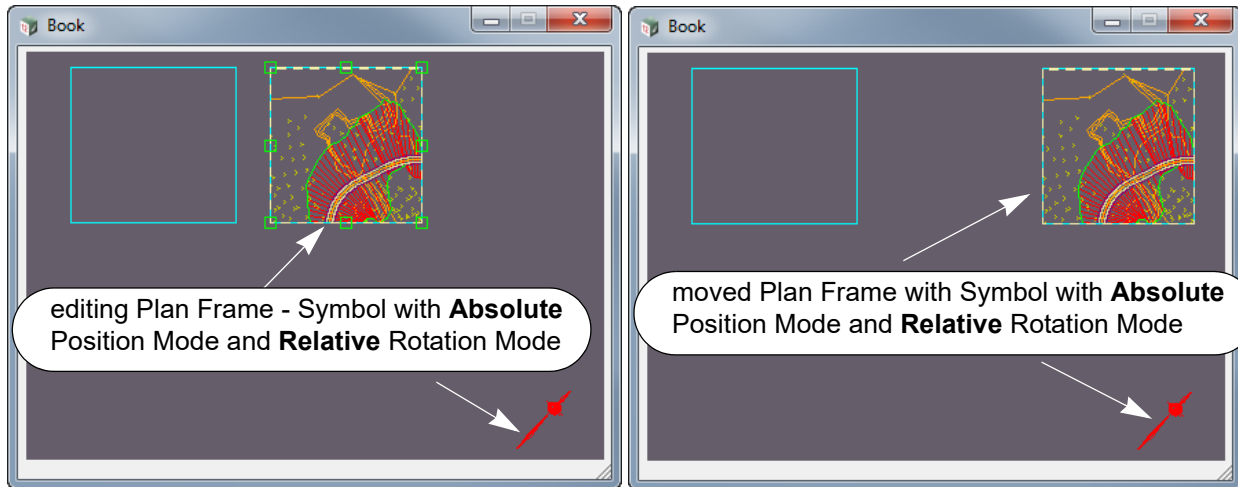 Book
editing Plan Frame - Symbol with Absolute
Position Mode and Relative Rotation Mode
Book
moved Plan Frame with Symbol with Absolute
Position Mode and Relative Rotation Mode